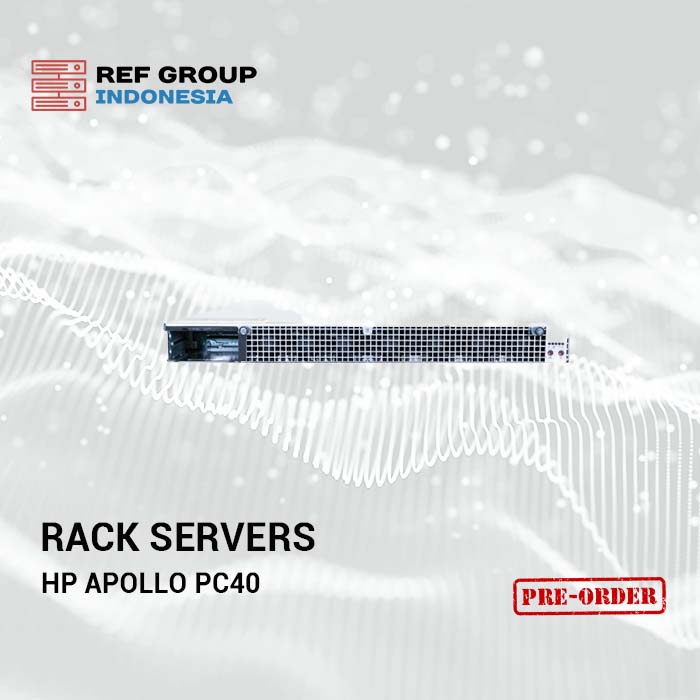 REF GROUP
INDONESIA
RACK SERVERS
HP APOLLO PC40
PRE-ORDER